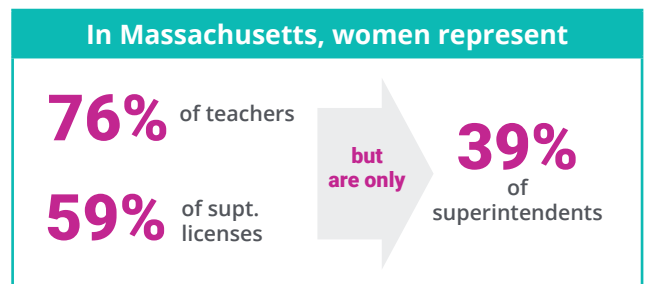 In Massachusetts, women represent
76% of teachers
59% of supt.
licenses
but
are only
39%
of
superintendents